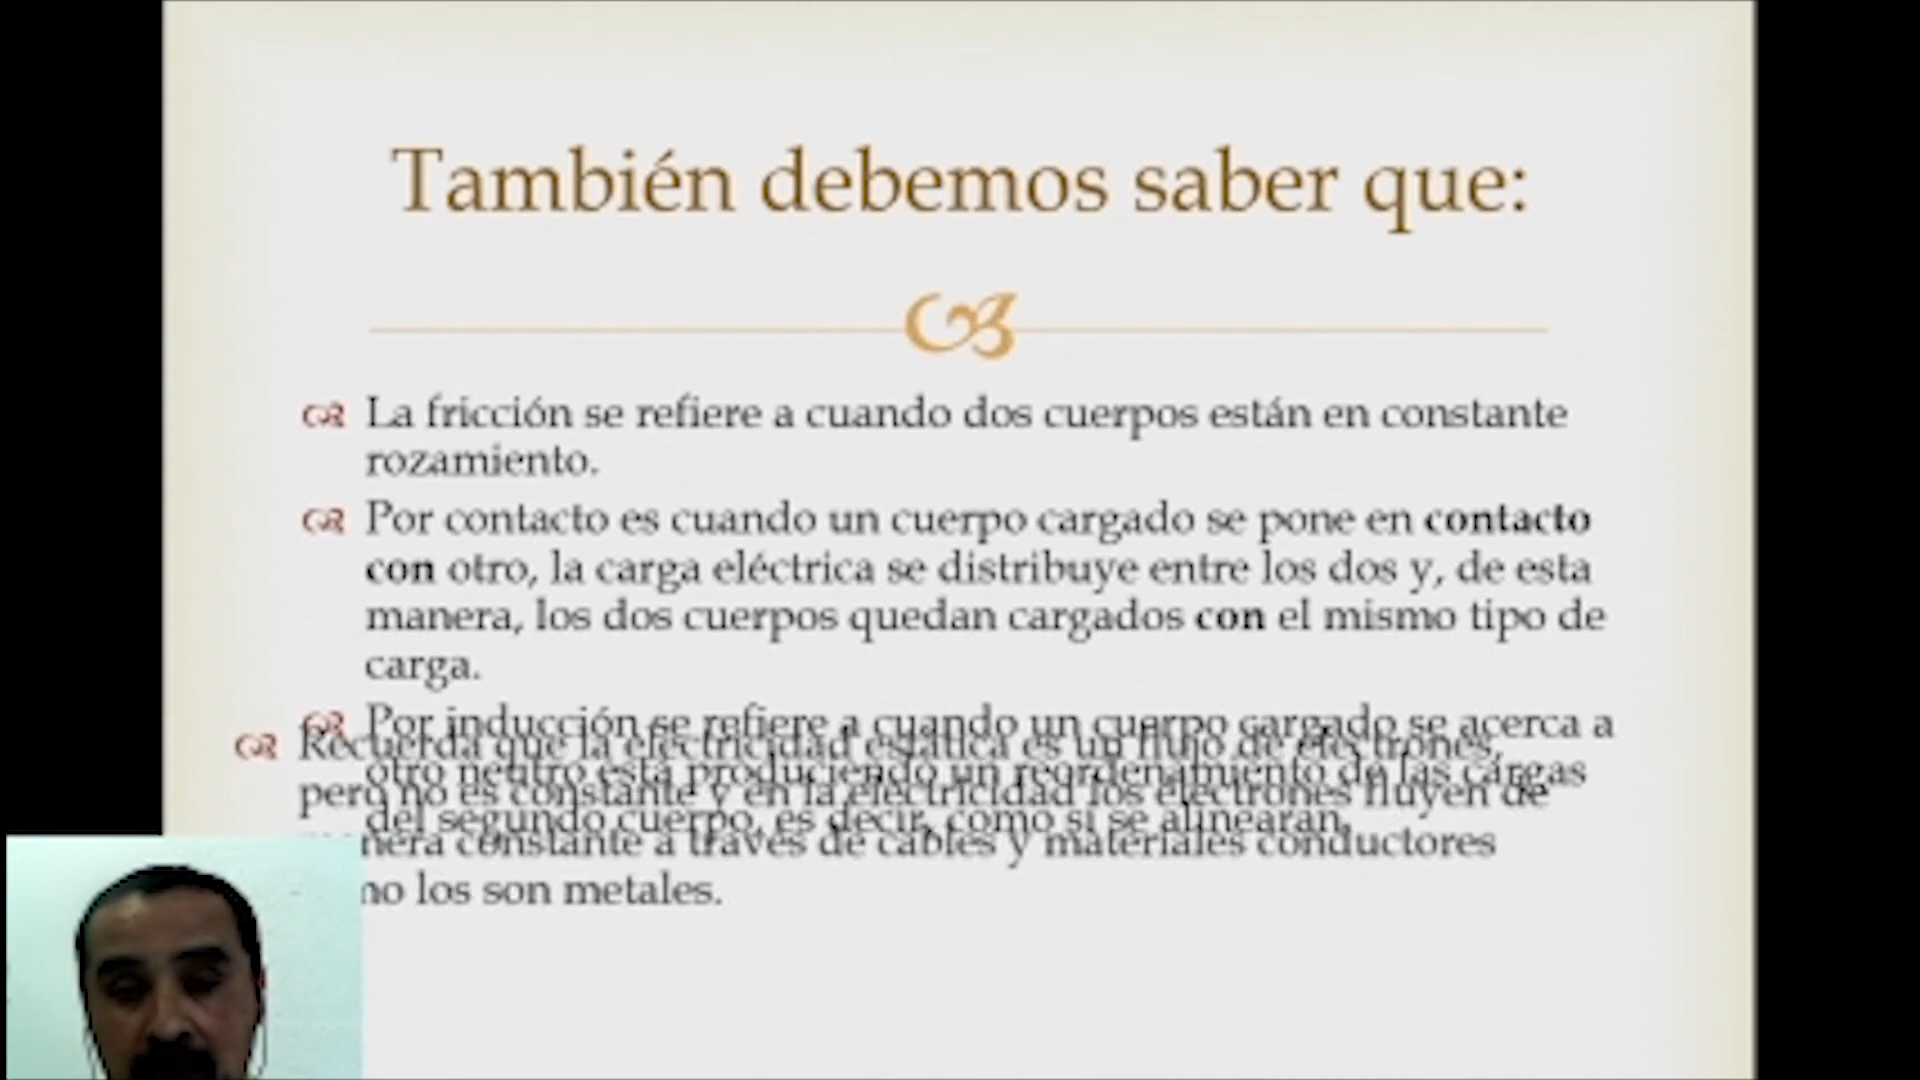 También debemos saber que:
La fricción se refiere a cuando dos cuerpos están en constante
rozamiento.
Por contacto es cuando un cuerpo cargado se pone en contacto
con otro, la carga eléctrica se distribuye entre los dos y, de esta
manera, los dos cuerpos quedan cargados con el mismo tipo de
carga.
Por inducción se refiere a cuando un cuerpo cargado se acerca a
otro neutro está produciendo un reordenamiento de las cargas
del segundo cuerpo, es decir, como si se alinearan.
Recuerda que la electricidad estática es un flujo de electrones,
pero no es constante y en la electricidad los electrones fluyen de
nera constante a través de cables y materiales conductores
no los son metales.